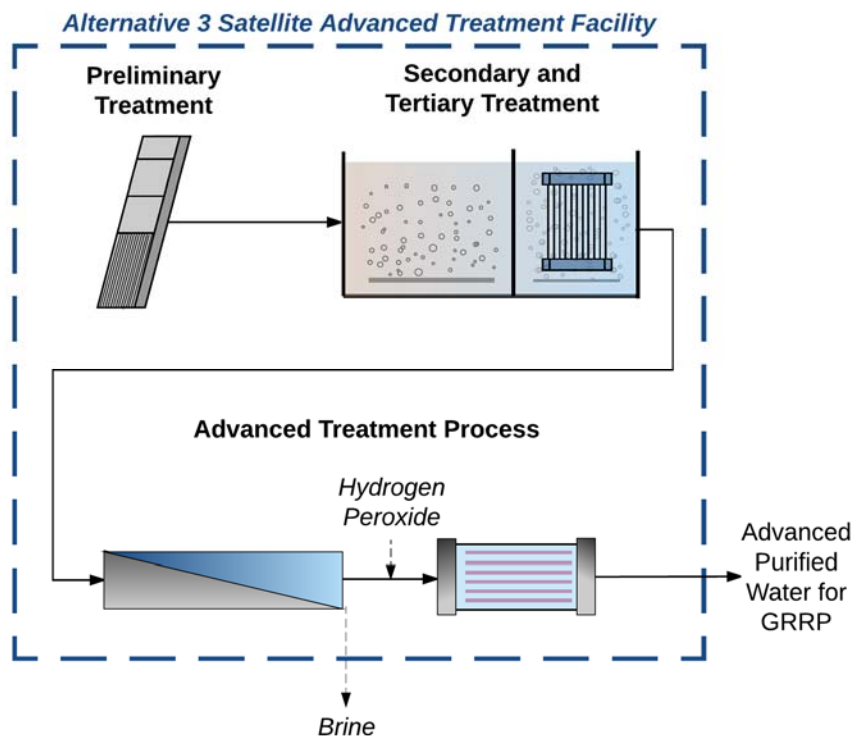 Alternative 3 Satellite Advanced Treatment Facility
Preliminary
Treatment
Secondary and
Tertiary Treatment
Advanced Treatment Process
Hydrogen
Peroxide
Advanced
Purified
Water for
GRRP
Brine